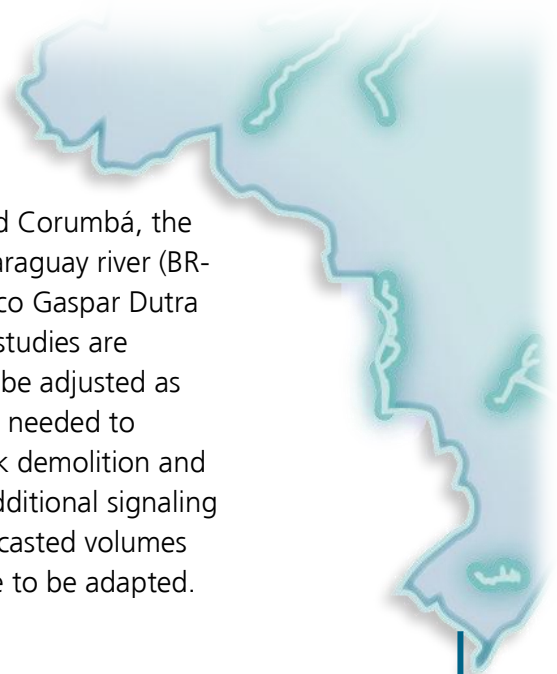 d Corumbá, the
araguay river (BR-
co Gaspar Dutra
studies are
be adjusted as
needed to
k demolition and
dditional signaling
casted volumes
e to be adapted.